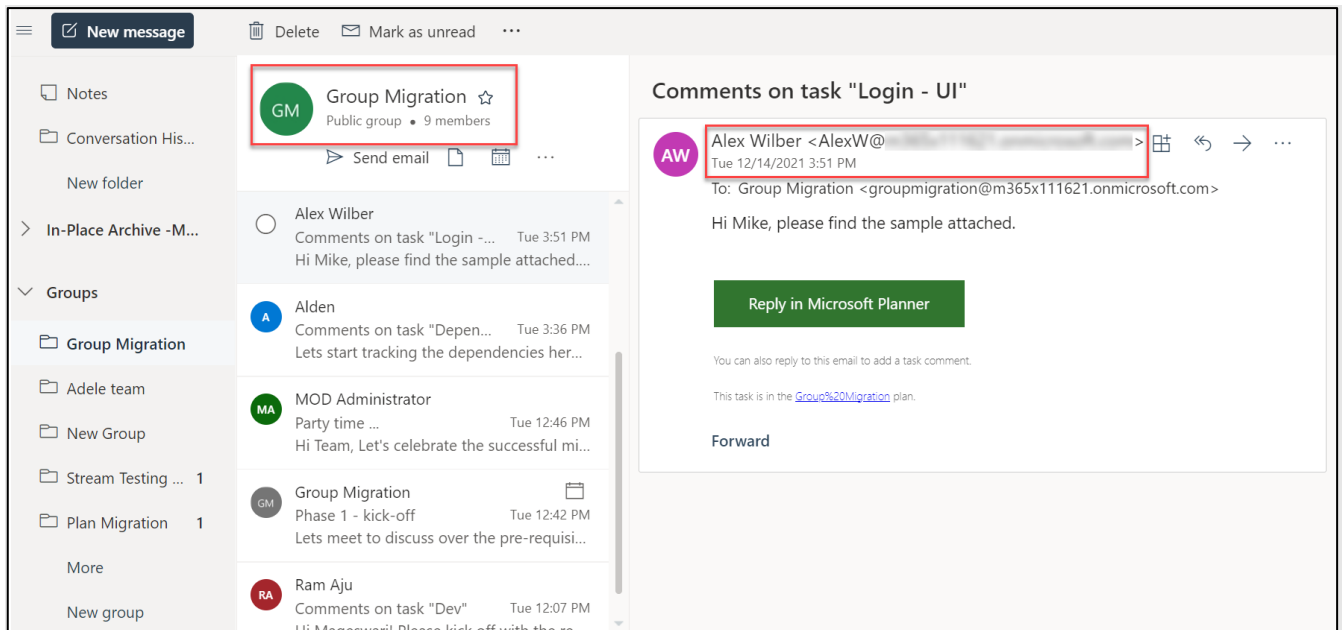 New message
Delete
Mark as unread
Notes
Conversation His...
New folder
In-Place Archive -M...
Groups
Group Migration
Adele team
New Group
Stream Testing ... 1
Plan Migration 1
More
New group
GM
Group Migration
Public group • 9 members
Send email
Alex Wilber
Comments on task "Login -... Tue 3:51 PM
Hi Mike, please find the sample attached....
A
Alden
Comments on task "Depen... Tue 3:36 PM
Lets start tracking the dependencies her...
MA
MOD Administrator
Party time ... Tue 12:46 PM
Hi Team, Let's celebrate the successful mi...
GM
Group Migration
Phase 1 - kick-off Tue 12:42 PM
Lets meet to discuss over the pre-requisi...
RA
Ram Aju
Comments on task "Dev" Tue 12:07 PM
Comments on task "Login - UI"
AW
Alex Wilber <AlexW@ >
Tue 12/14/2021 3:51 PM
To: Group Migration <groupmigration@m365x111621.onmicrosoft.com>
Hi Mike, please find the sample attached.
Reply in Microsoft Planner
You can also reply to this email to add a task comment.
This task is in the Group%20Migration plan.
Forward